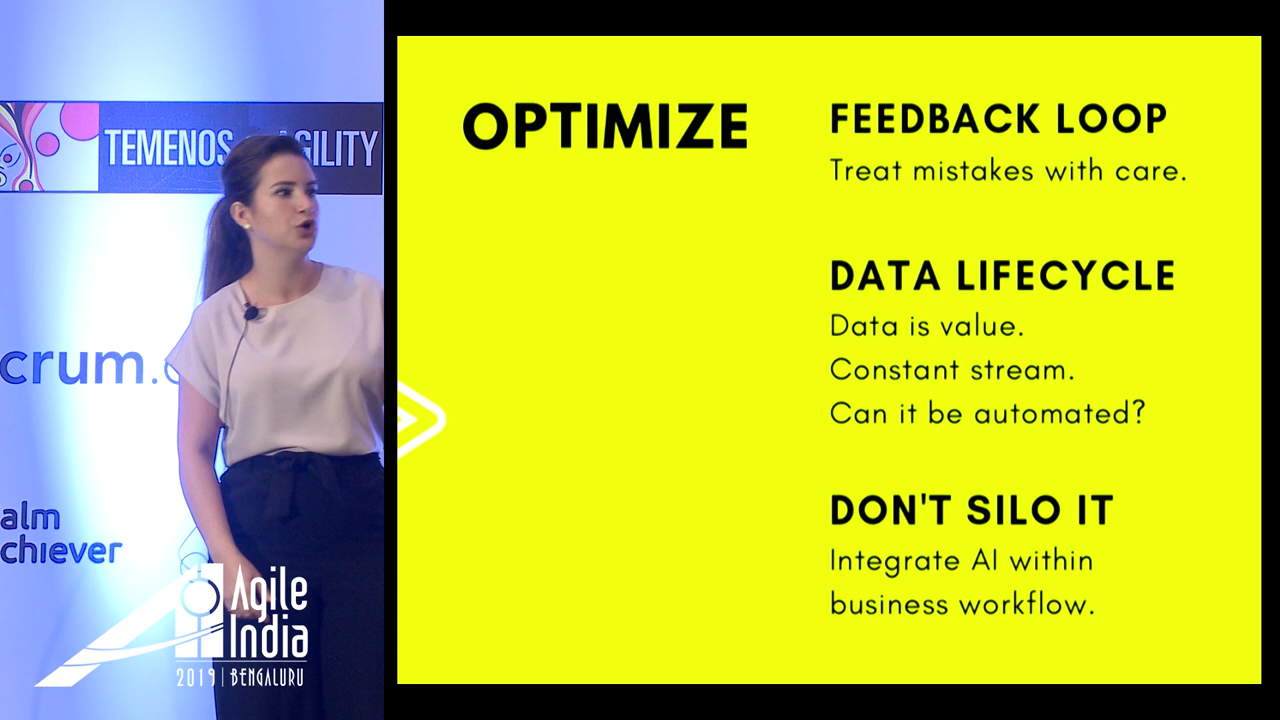 TEMENOS AGILITY
crum.
alm
chiever
Agile
India
2019 | BENGALURU
OPTIMIZE
FEEDBACK LOOP
Treat mistakes with care.
DATA LIFECYCLE
Data is value.
Constant stream.
Can it be automated?
DON'T SILO IT
Integrate AI within
business workflow.